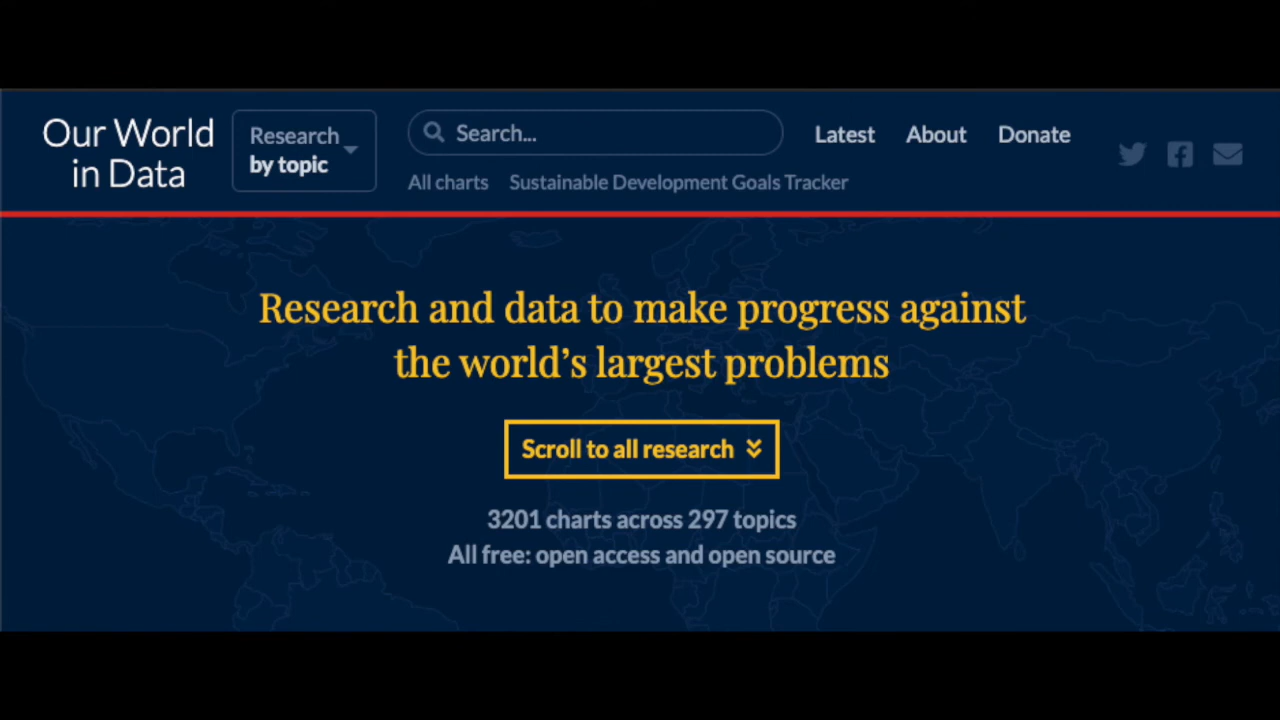 Our World
in Data
Research
by topic
Search...
Latest
About
Donate
All charts
Sustainable Development Goals Tracker
Research and data to make progress against
the world's largest problems
Scroll to all research
3201 charts across 297 topics
All free: open access and open source